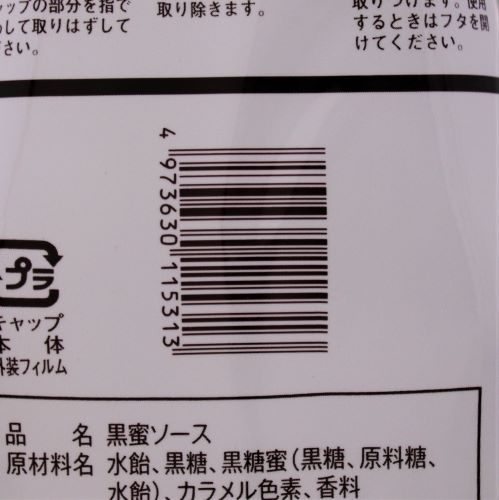 ャップの部分を指で
して取りはずして
ださい。
取り除きます。
取りつけます。使用
するときはフタを開
けてください。
4 973630 115313
プラ
キャップ
本 体
外装フィルム
品 名 黒蜜ソース
原材料名 水飴、黒糖、黒糖蜜(黒糖、原料糖、
水飴)、カラメル色素、香料